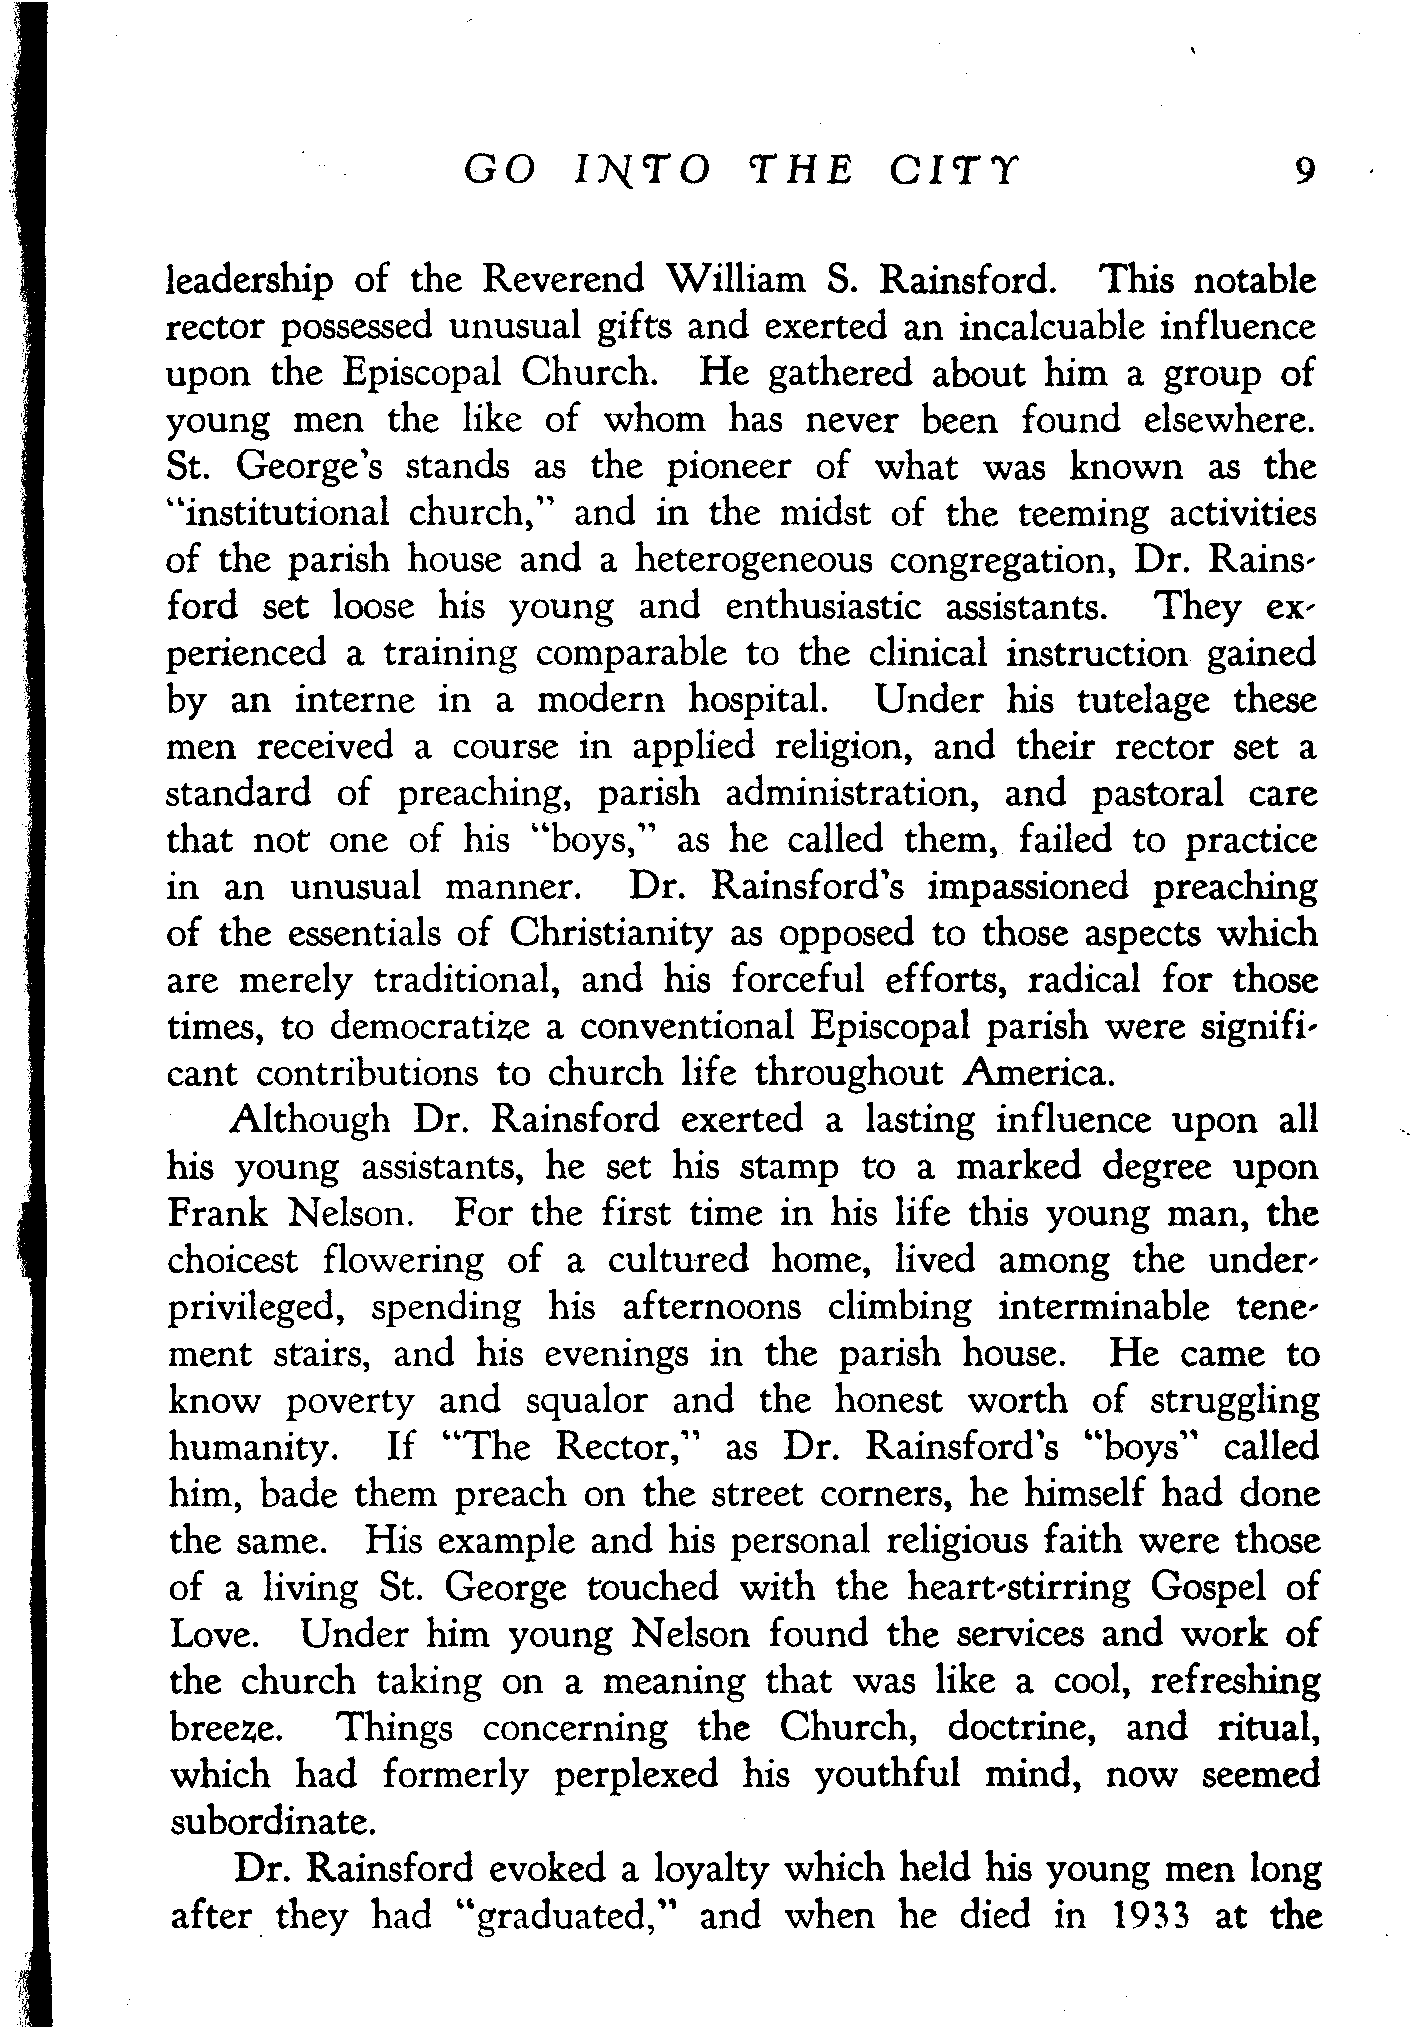 GO INTO THE CITY 9
leadership of the Reverend William S. Rainsford. This notable
rector possessed unusual gifts and exerted an incalcuable influence
upon the Episcopal Church. He gathered about him a group of
young men the like of whom has never been found elsewhere.
St. George's stands as the pioneer of what was known as the
"institutional church," and in the midst of the teeming activities
of the parish house and a heterogeneous congregation, Dr. Rains-
ford set loose his young and enthusiastic assistants. They ex-
perienced a training comparable to the clinical instruction gained
by an interne in a modern hospital. Under his tutelage these
men received a course in applied religion, and their rector set a
standard of preaching, parish administration, and pastoral care
that not one of his "boys," as he called them, failed to practice
in an unusual manner. Dr. Rainsford's impassioned preaching
of the essentials of Christianity as opposed to those aspects which
are merely traditional, and his forceful efforts, radical for those
times, to democratize a conventional Episcopal parish were signifi-
cant contributions to church life throughout America.
Although Dr. Rainsford exerted a lasting influence upon all
his young assistants, he set his stamp to a marked degree upon
Frank Nelson. For the first time in his life this young man, the
choicest flowering of a cultured home, lived among the under-
privileged, spending his afternoons climbing interminable tene-
ment stairs, and his evenings in the parish house. He came to
know poverty and squalor and the honest worth of struggling
humanity. If "The Rector," as Dr. Rainsford's "boys" called
him, bade them preach on the street corners, he himself had done
the same. His example and his personal religious faith were those
of a living St. George touched with the heart-stirring Gospel of
Love. Under him young Nelson found the services and work of
the church taking on a meaning that was like a cool, refreshing
breeze. Things concerning the Church, doctrine, and ritual,
which had formerly perplexed his youthful mind, now seemed
subordinate.
Dr. Rainsford evoked a loyalty which held his young men long
after they had "graduated," and when he died in 1933 at the